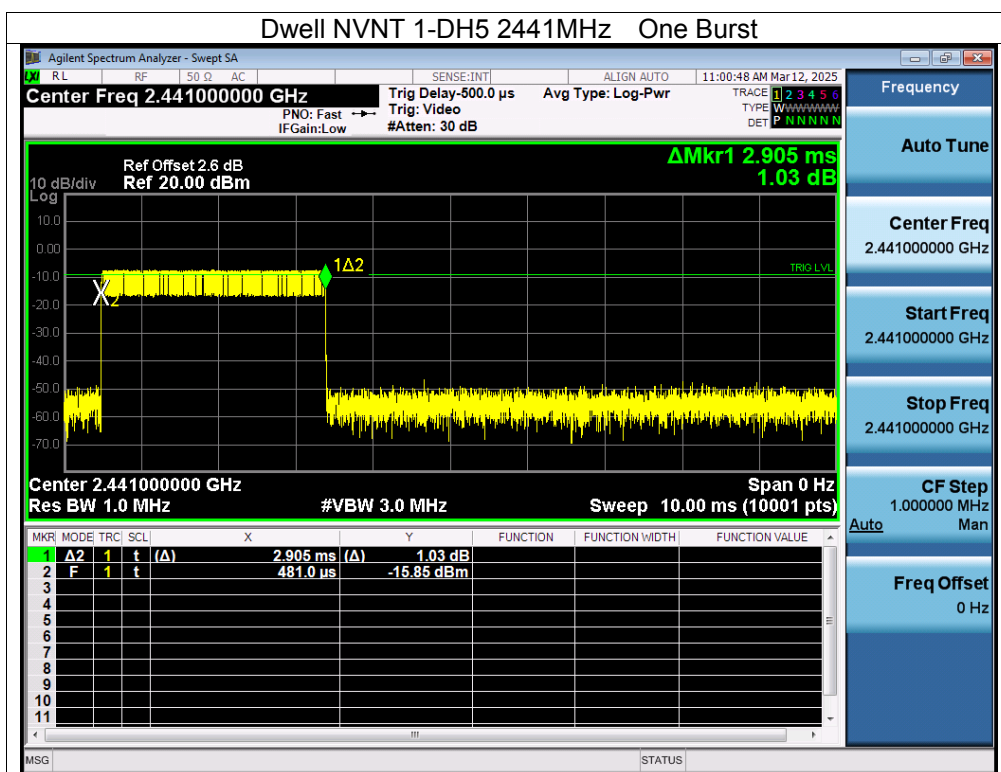 Dwell NVNT 1-DH5 2441MHz One Burst
Agilent Spectrum Analyzer - Swept SA
LXI RL RF 50 Ω AC SENSE:INT ALIGN AUTO 11:00:48 AM Mar 12, 2025
Center Freq 2.441000000 GHz Trig Delay-500.0 µs Avg Type: Log-Pwr TRACE 1 2 3 4 5 6
PNO: Fast Trig: Video TYPE WWWWWW
IFGain:Low #Atten: 30 dB DET P N N N N N
Frequency
ΔMkr1 2.905 ms
1.03 dB
Ref Offset 2.6 dB
10 dB/div Ref 20.00 dBm
Log
10.0
0.00
-10.0
-20.0
-30.0
-40.0
-50.0
-60.0
-70.0
1Δ2
TRIG LVL
2
Center 2.441000000 GHz Span 0 Hz
Res BW 1.0 MHz #VBW 3.0 MHz Sweep 10.00 ms (10001 pts)
MKR MODE TRC SCL X Y FUNCTION FUNCTION WIDTH FUNCTION VALUE
1 Δ2 1 t (Δ) 2.905 ms (Δ) 1.03 dB
2 F 1 t 481.0 µs -15.85 dBm
3
4
5
6
7
8
9
10
11
MSG STATUS
Auto Tune
Center Freq
2.441000000 GHz
Start Freq
2.441000000 GHz
Stop Freq
2.441000000 GHz
CF Step
1.000000 MHz
Auto Man
Freq Offset
0 Hz